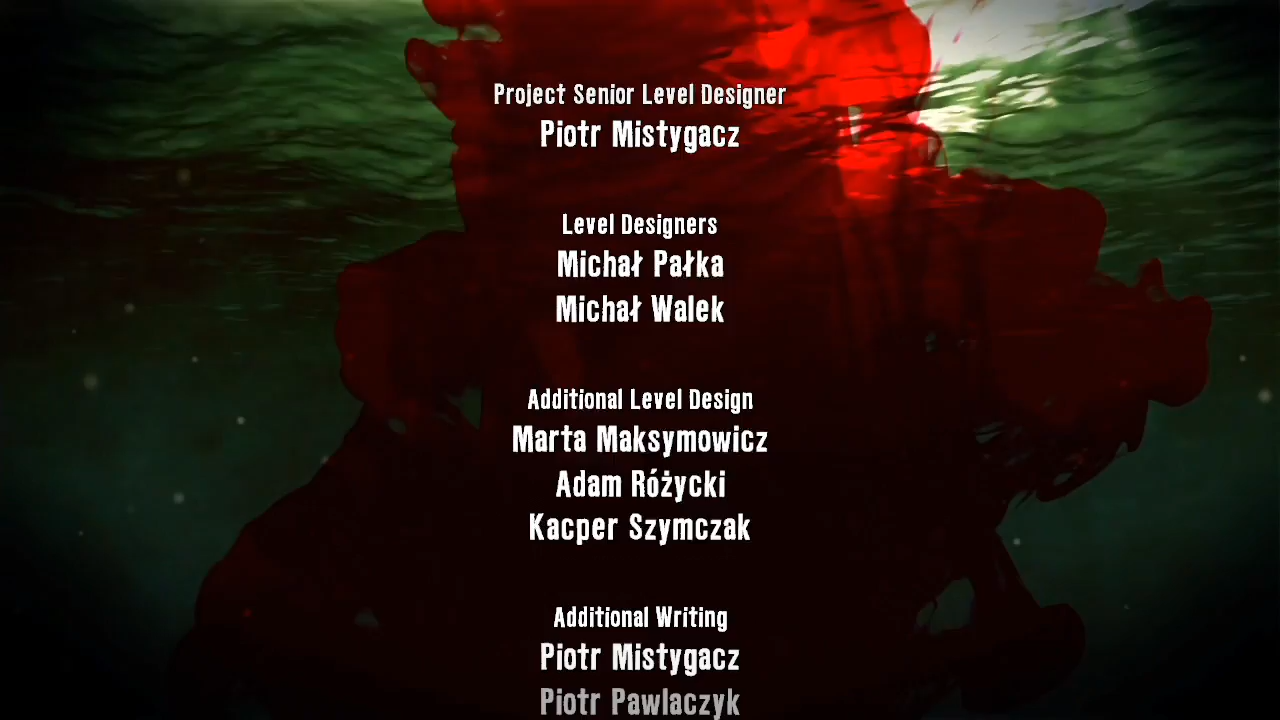 Project Senior Level Designer
Piotr Mistygacz
Level Designers
Michał Pałka
Michał Walek
Additional Level Design
Marta Maksymowicz
Adam Różycki
Kacper Szymczak
Additional Writing
Piotr Mistygacz
Piotr Pawlaczyk